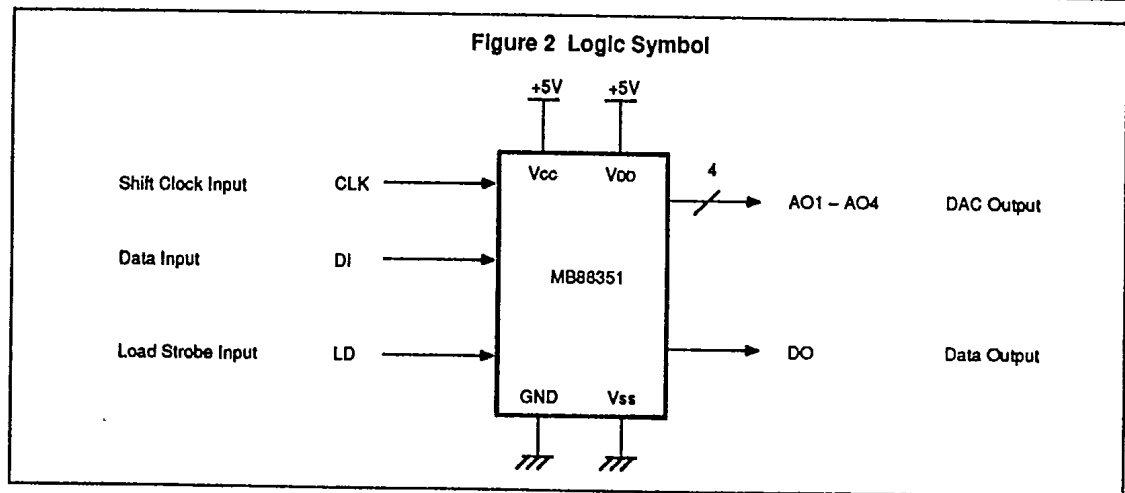 Figure 2 Logic Symbol
+5V +5V
Vcc VDD
4
Shift Clock Input CLK
AO1 – AO4 DAC Output
Data Input DI
MB88351
Load Strobe Input LD
DO Data Output
GND Vss